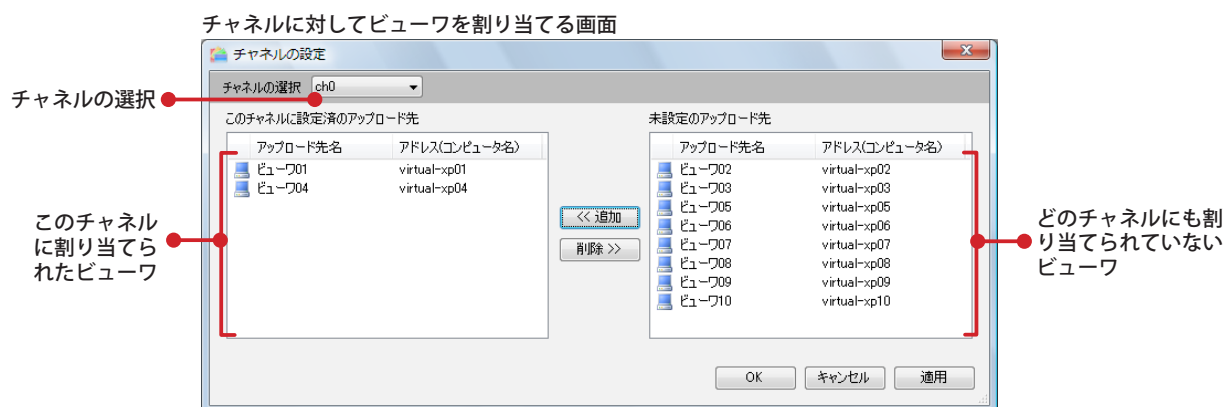 チャネルに対してビューワを割り当てる画面
チャネルの設定
チャネルの選択
チャネルの選択 ch0
このチャネルに設定済のアップロード先
未設定のアップロード先
アップロード先名 アドレス(コンピュータ名)
ビューワ01 virtual-xp01
ビューワ04 virtual-xp04
アップロード先名 アドレス(コンピュータ名)
ビューワ02 virtual-xp02
ビューワ03 virtual-xp03
ビューワ05 virtual-xp05
ビューワ06 virtual-xp06
ビューワ07 virtual-xp07
ビューワ08 virtual-xp08
ビューワ09 virtual-xp09
ビューワ10 virtual-xp10
<< 追加
削除 >>
このチャネル
に割り当てら
れたビューワ
どのチャネルにも割
り当てられていない
ビューワ
OK キャンセル 適用